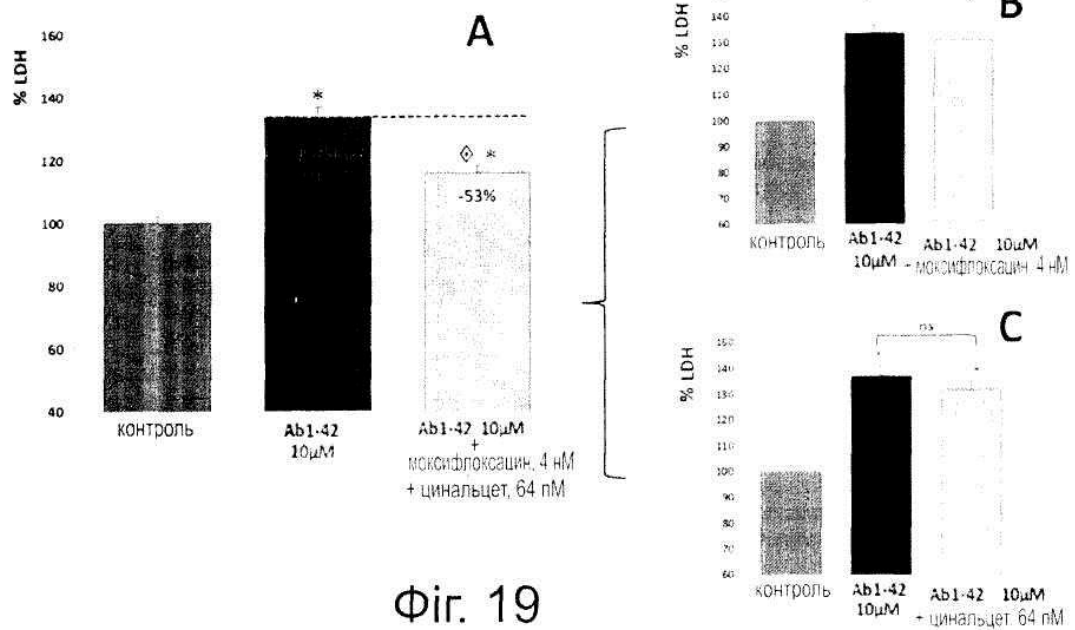 A
% LDH
160
140
120
100
80
60
40
*
◊ *
-53%
контроль
Ab1-42
10µM
Ab1-42 10µM
+
моксифлоксацин, 4 нМ
+ цинальцет, 64 пМ
B
% LDH
140
130
120
110
100
90
80
70
60
контроль
Ab1-42
10µM
Ab1-42 10µM
+ моксифлоксацин, 4 нМ
C
% LDH
150
140
130
120
110
100
90
80
70
60
ns
контроль
Ab1-42
10µM
Ab1-42 10µM
+ цинальцет, 64 пМ
Фіг. 19